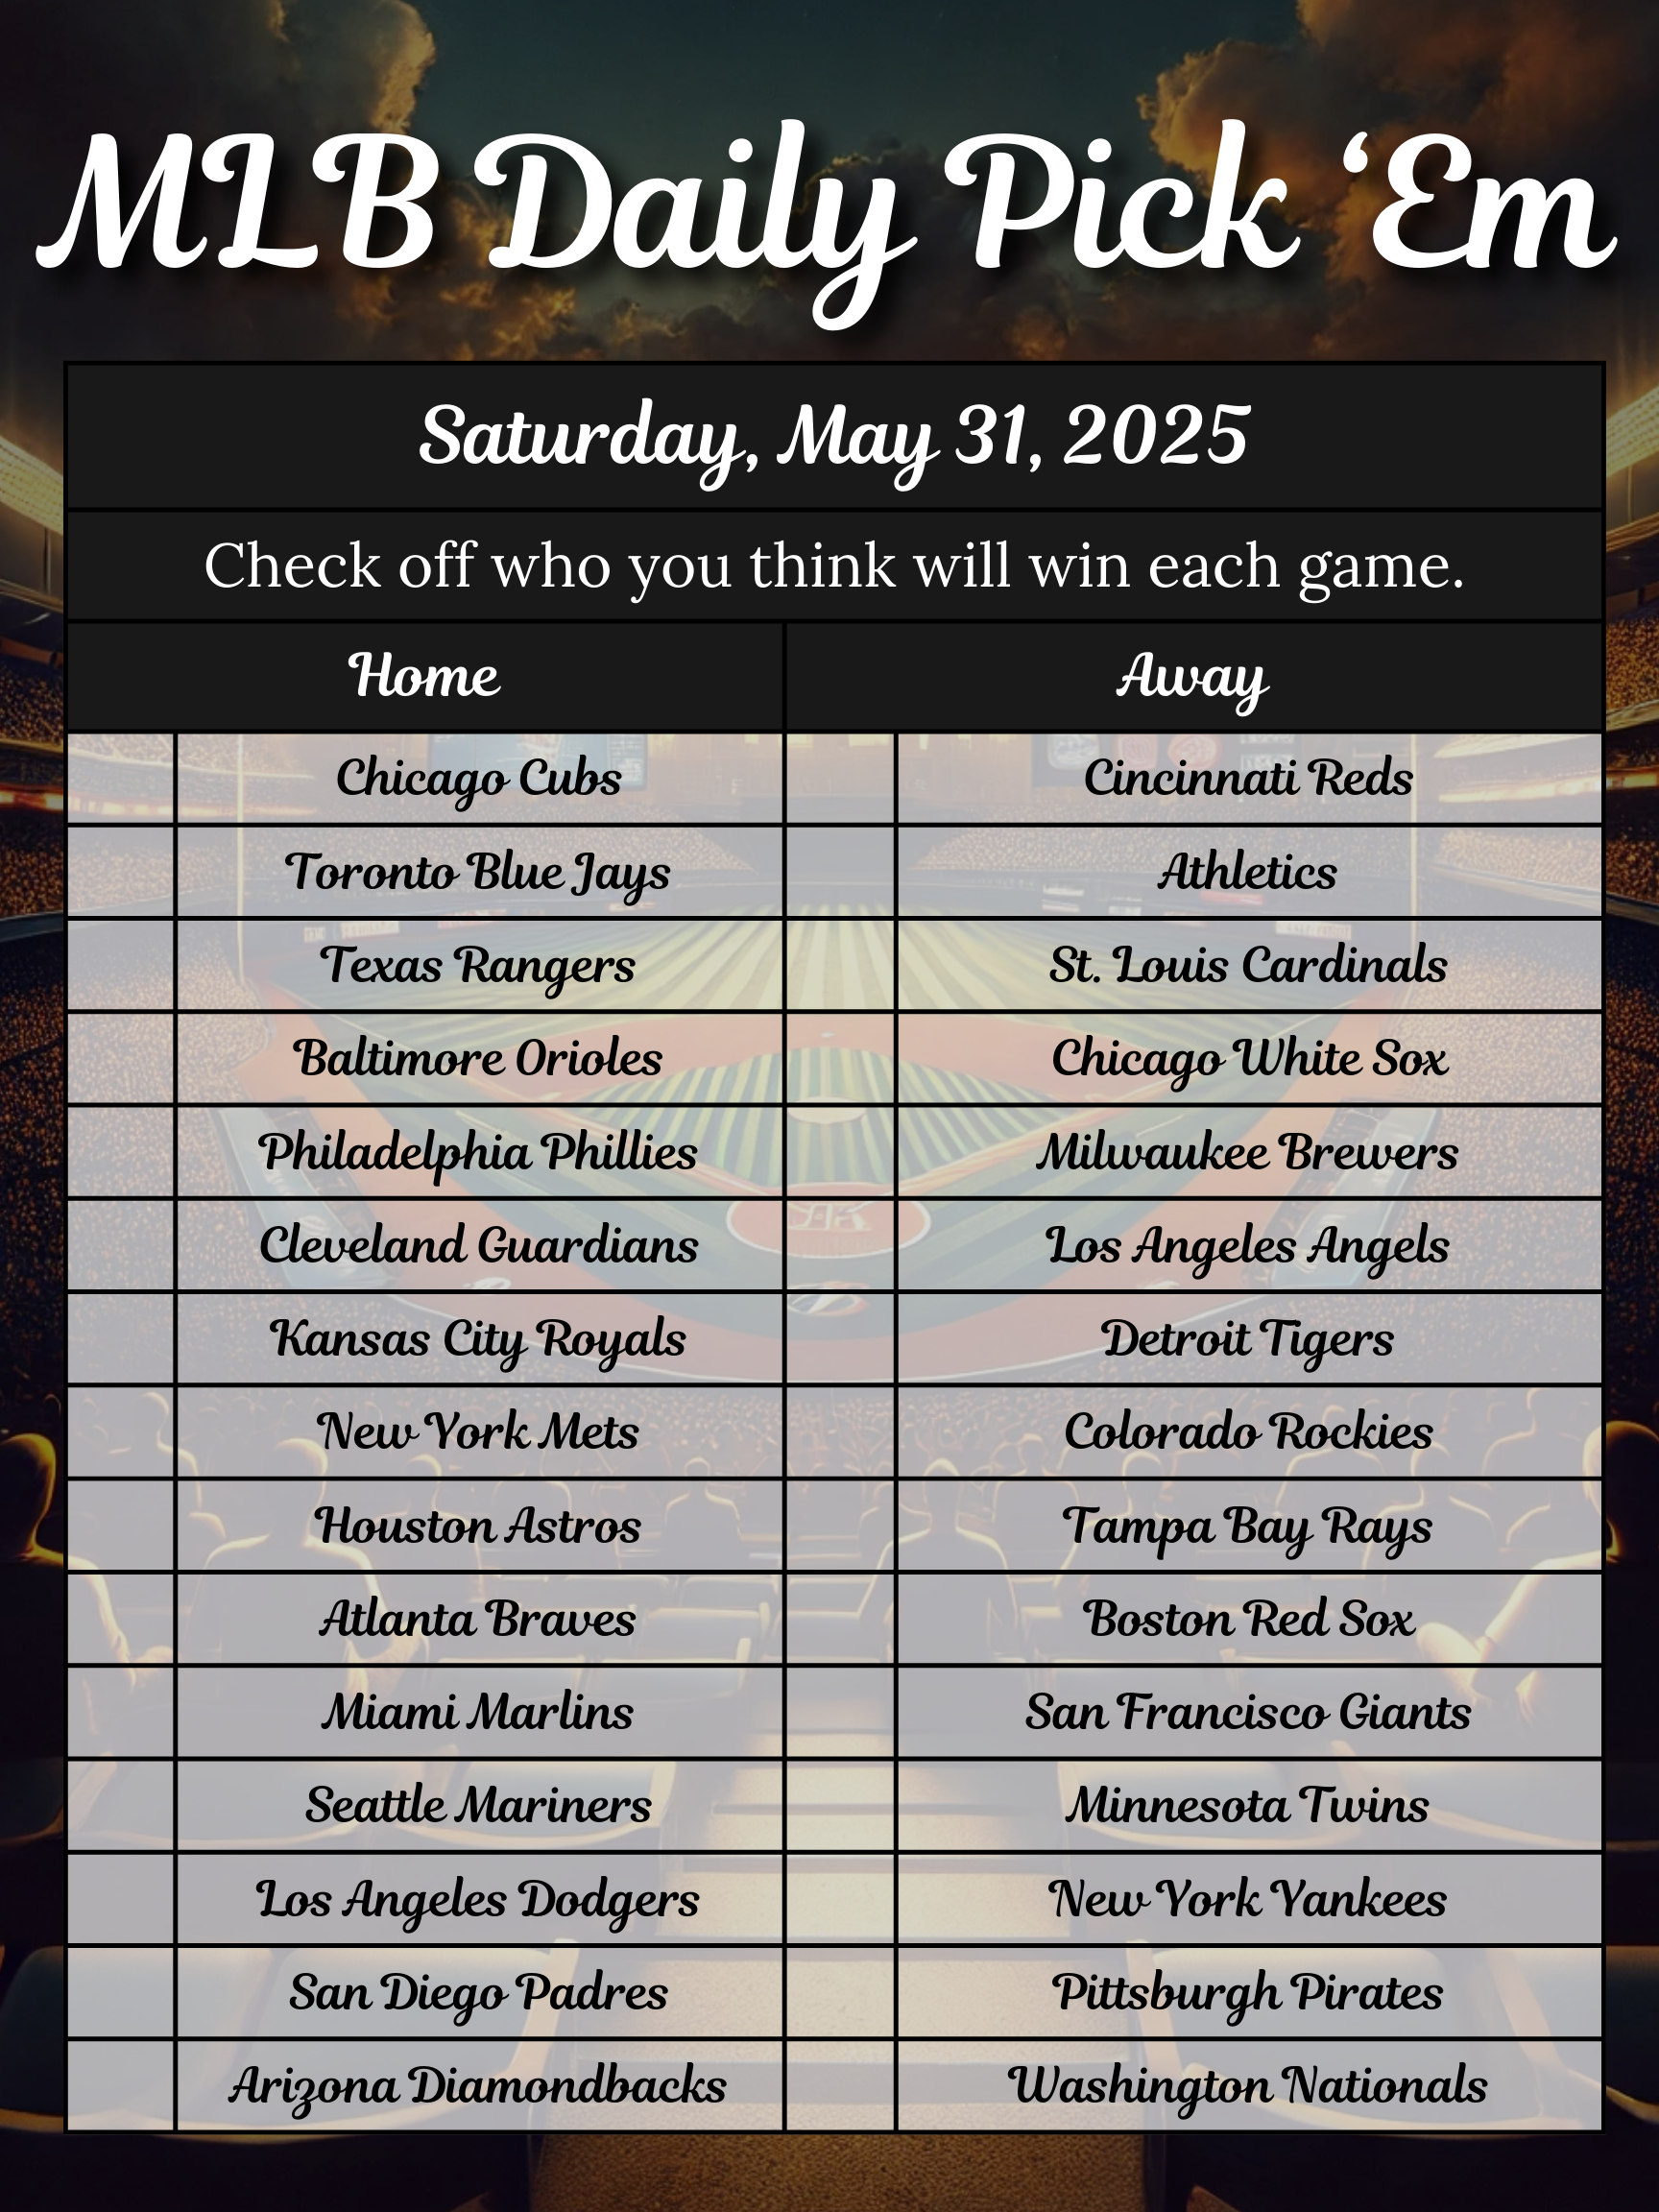 MLB Daily Pick ‘Em
Saturday, May 31, 2025
Check off who you think will win each game.
Home Away
Chicago Cubs Cincinnati Reds
Toronto Blue Jays Athletics
Texas Rangers St. Louis Cardinals
Baltimore Orioles Chicago White Sox
Philadelphia Phillies Milwaukee Brewers
Cleveland Guardians Los Angeles Angels
Kansas City Royals Detroit Tigers
New York Mets Colorado Rockies
Houston Astros Tampa Bay Rays
Atlanta Braves Boston Red Sox
Miami Marlins San Francisco Giants
Seattle Mariners Minnesota Twins
Los Angeles Dodgers New York Yankees
San Diego Padres Pittsburgh Pirates
Arizona Diamondbacks Washington Nationals